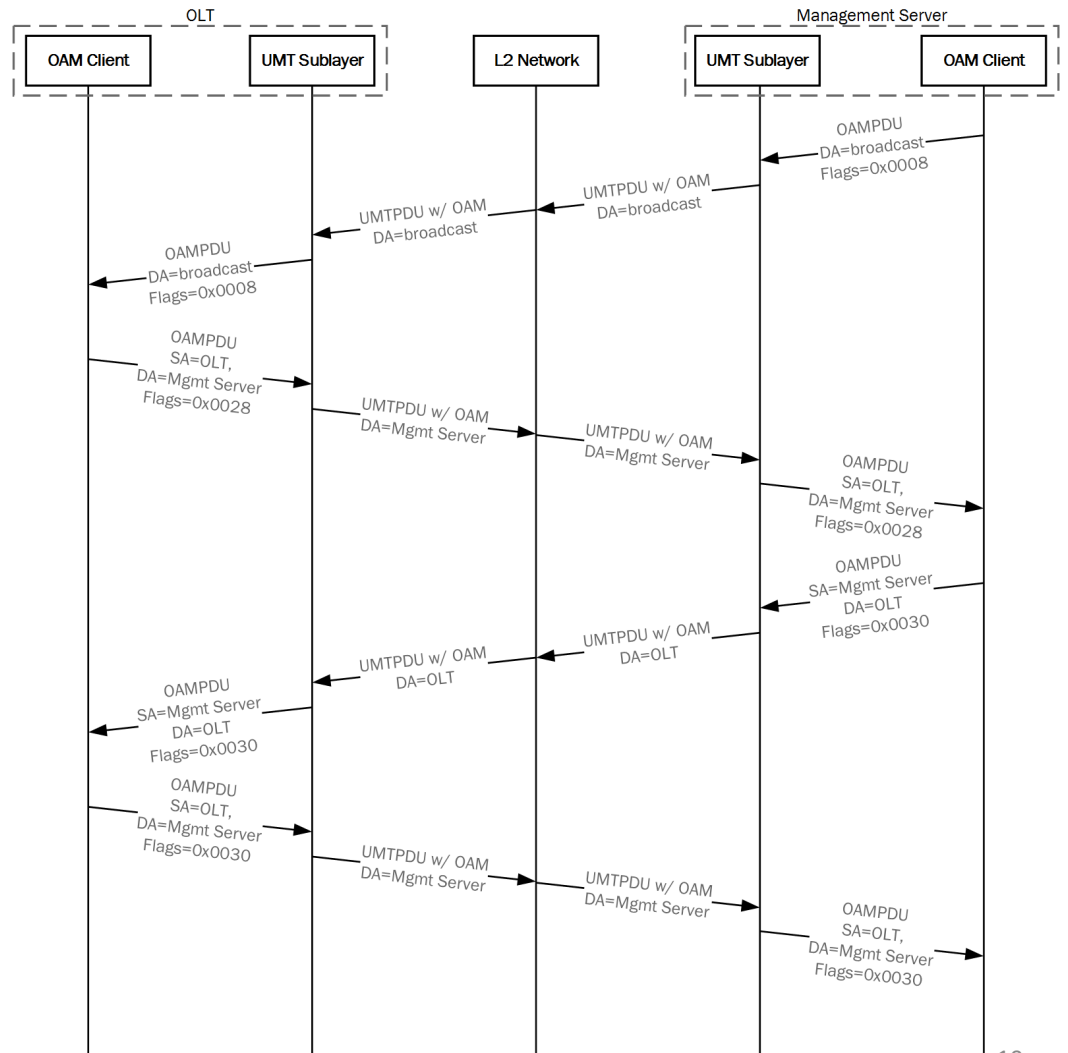 OLT
Management Server
OAM Client
UMT Sublayer
L2 Network
UMT Sublayer
OAM Client
OAMPDU
DA=broadcast
Flags=0x0008
UMTPDU w/ OAM
DA=broadcast
UMTPDU w/ OAM
DA=broadcast
OAMPDU
DA=broadcast
Flags=0x0008
OAMPDU
SA=OLT,
DA=Mgmt Server
Flags=0x0028
UMTPDU w/ OAM
DA=Mgmt Server
UMTPDU w/ OAM
DA=Mgmt Server
OAMPDU
SA=OLT,
DA=Mgmt Server
Flags=0x0028
OAMPDU
SA=Mgmt Server
DA=OLT
Flags=0x0030
UMTPDU w/ OAM
DA=OLT
UMTPDU w/ OAM
DA=OLT
OAMPDU
SA=Mgmt Server
DA=OLT
Flags=0x0030
OAMPDU
SA=OLT,
DA=Mgmt Server
Flags=0x0030
UMTPDU w/ OAM
DA=Mgmt Server
UMTPDU w/ OAM
DA=Mgmt Server
OAMPDU
SA=OLT,
DA=Mgmt Server
Flags=0x0030